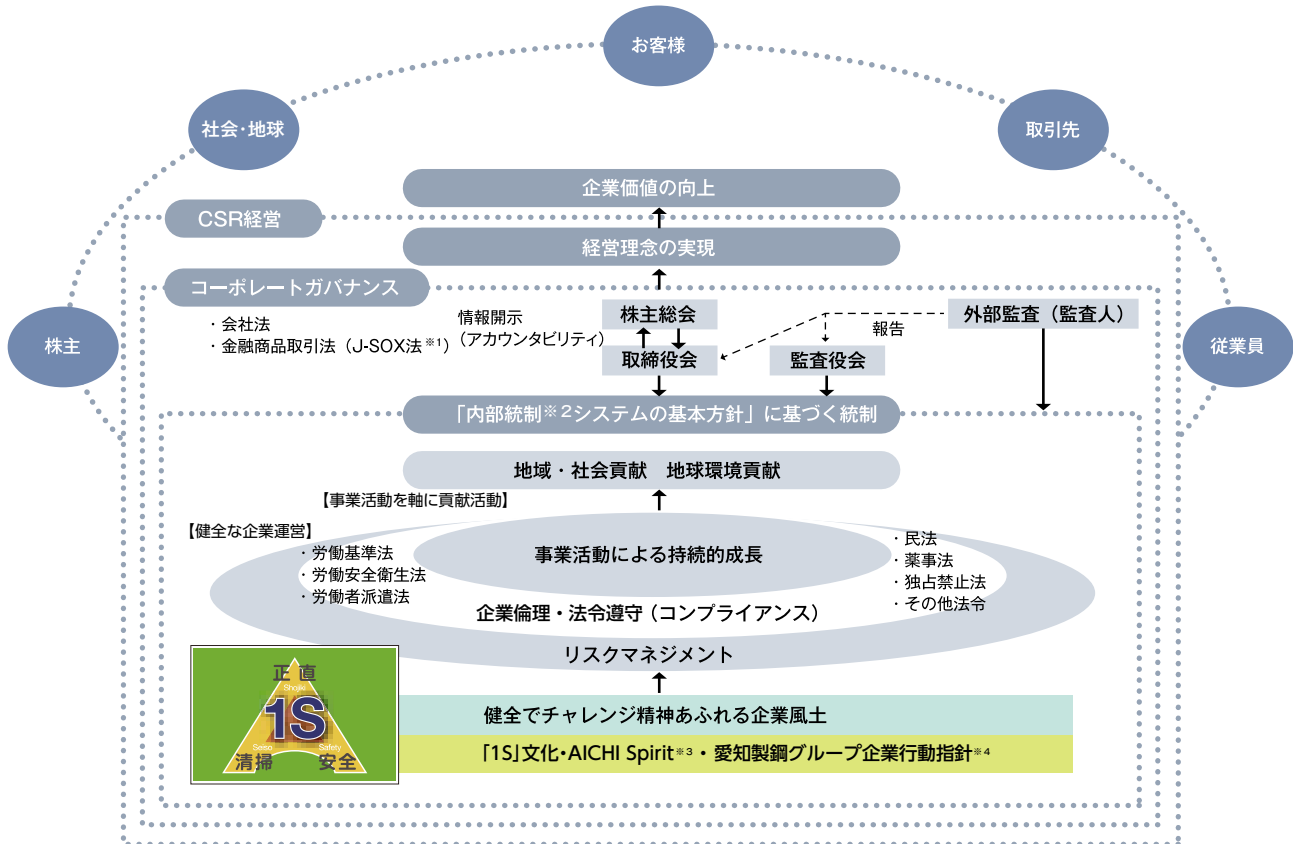 お客様
社会・地球
取引先
企業価値の向上
CSR経営
経営理念の実現
コーポレートガバナンス
・会社法
・金融商品取引法（J-SOX法※1）
情報開示
（アカウンタビリティ）
株主総会
取締役会
監査役会
報告
外部監査（監査人）
株主
従業員
「内部統制※2システムの基本方針」に基づく統制
地域・社会貢献　地球環境貢献
【事業活動を軸に貢献活動】
【健全な企業運営】
・労働基準法
・労働安全衛生法
・労働者派遣法
事業活動による持続的成長
・民法
・薬事法
・独占禁止法
・その他法令
企業倫理・法令遵守（コンプライアンス）
リスクマネジメント
正直
Shojiki
1S
Seiso
Safety
清掃
安全
健全でチャレンジ精神あふれる企業風土
「1S」文化・AICHI Spirit※3・愛知製鋼グループ企業行動指針※4